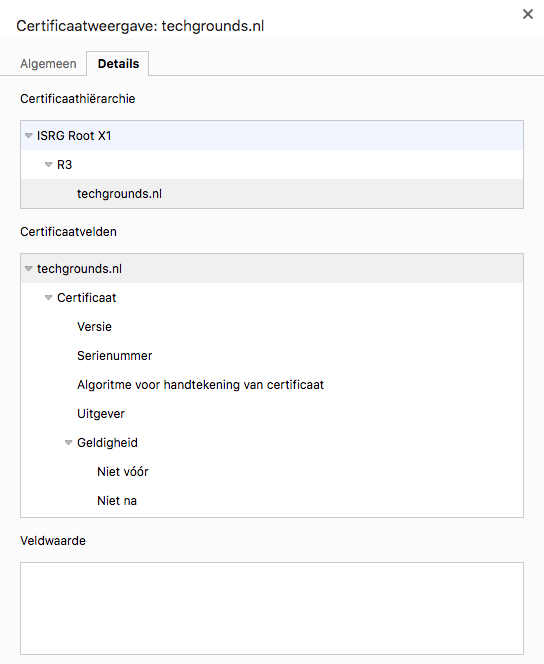 Certificaatweergave: techgrounds.nl
Algemeen
Details
Certificaathiërarchie
ISRG Root X1
R3
techgrounds.nl
Certificaatvelden
techgrounds.nl
Certificaat
Versie
Serienummer
Algoritme voor handtekening van certificaat
Uitgever
Geldigheid
Niet vóór
Niet na
Veldwaarde